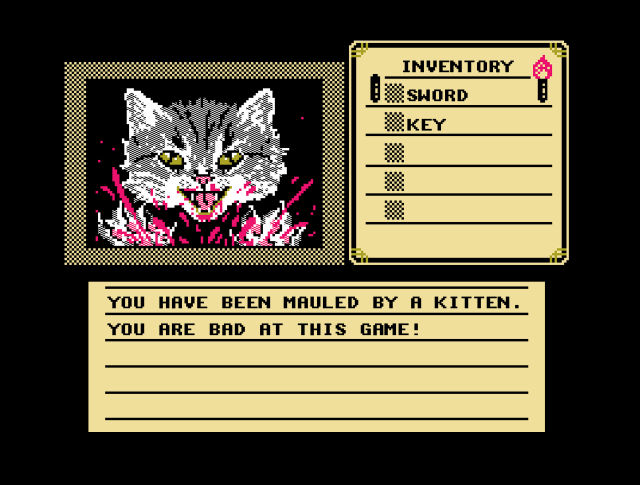 INVENTORY
SWORD
KEY
YOU HAVE BEEN MAULED BY A KITTEN.
YOU ARE BAD AT THIS GAME!